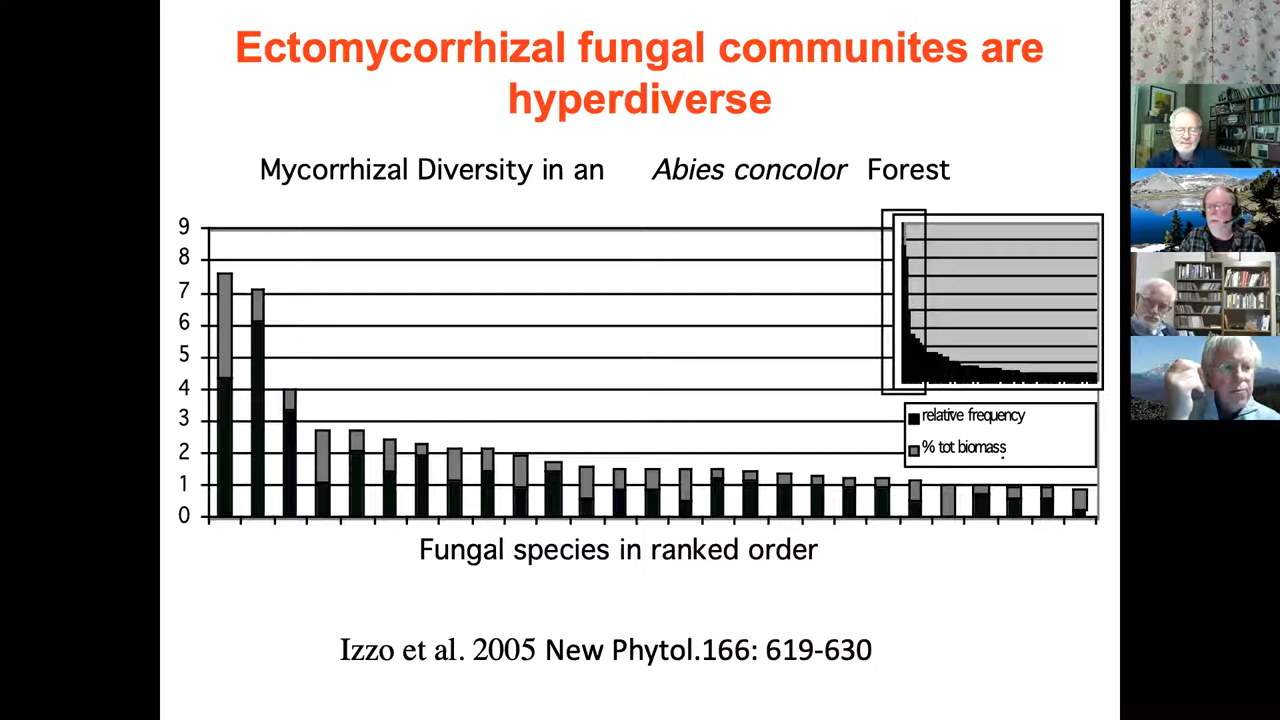 Ectomycorrhizal fungal communites are
hyperdiverse
Mycorrhizal Diversity in an Abies concolor Forest
9
8
7
6
5
4
3
2
1
0
relative frequency
% tot biomass
Fungal species in ranked order
Izzo et al. 2005 New Phytol.166: 619-630